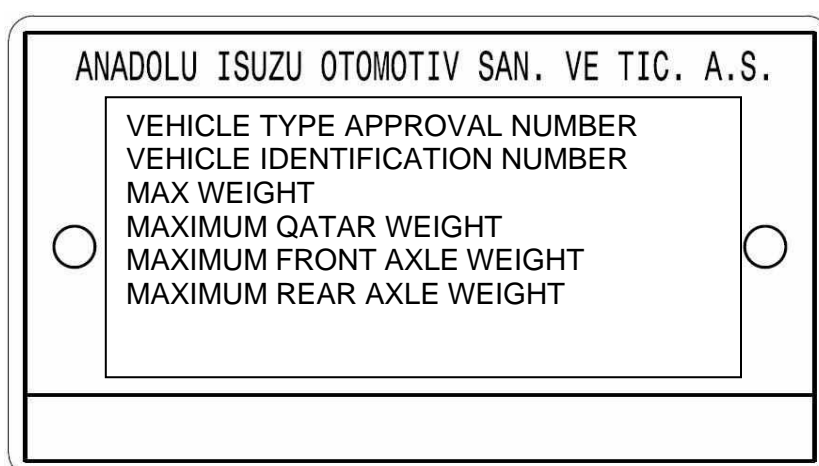 ANADOLU ISUZU OTOMOTIV SAN. VE TIC. A.S.
VEHICLE TYPE APPROVAL NUMBER
VEHICLE IDENTIFICATION NUMBER
MAX WEIGHT
MAXIMUM QATAR WEIGHT
MAXIMUM FRONT AXLE WEIGHT
MAXIMUM REAR AXLE WEIGHT